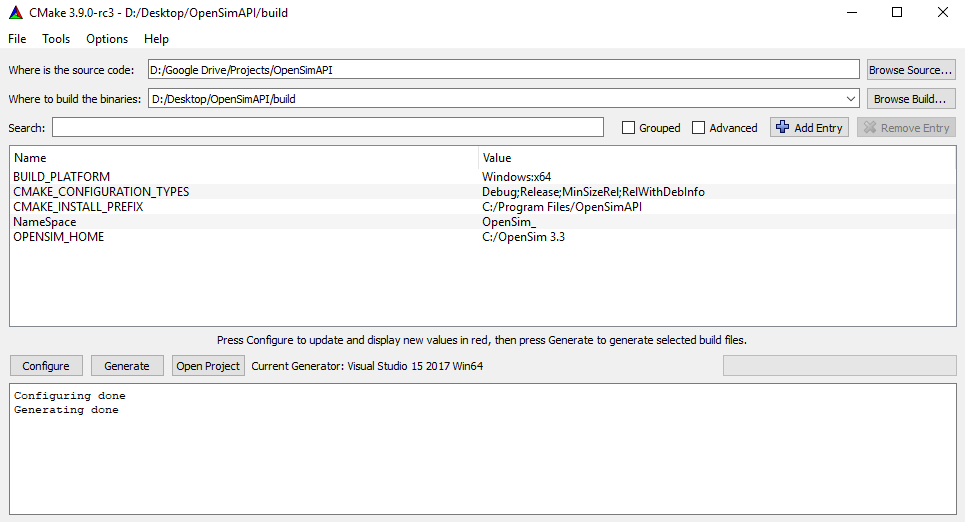 CMake 3.9.0-rc3 - D:/Desktop/OpenSimAPI/build
File Tools Options Help
Where is the source code: D:/Google Drive/Projects/OpenSimAPI Browse Source...
Where to build the binaries: D:/Desktop/OpenSimAPI/build Browse Build...
Search: Grouped Advanced Add Entry Remove Entry
Name Value
BUILD_PLATFORM Windows:x64
CMAKE_CONFIGURATION_TYPES Debug;Release;MinSizeRel;RelWithDebInfo
CMAKE_INSTALL_PREFIX C:/Program Files/OpenSimAPI
NameSpace OpenSim_
OPENSIM_HOME C:/OpenSim 3.3
Press Configure to update and display new values in red, then press Generate to generate selected build files.
Configure Generate Open Project Current Generator: Visual Studio 15 2017 Win64
Configuring done
Generating done